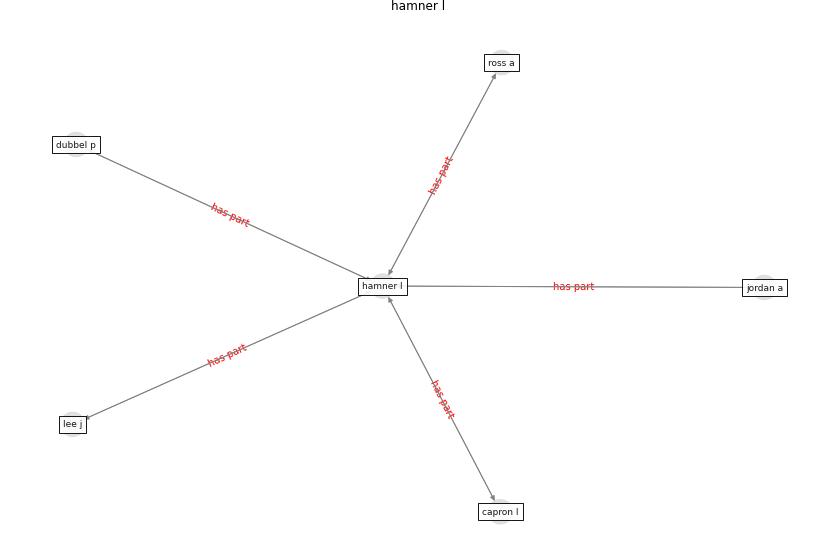 hamner l
ross a
dubbel p
has part
has part
hamner l
has part
jordan a
has part
has part
lee j
capron l